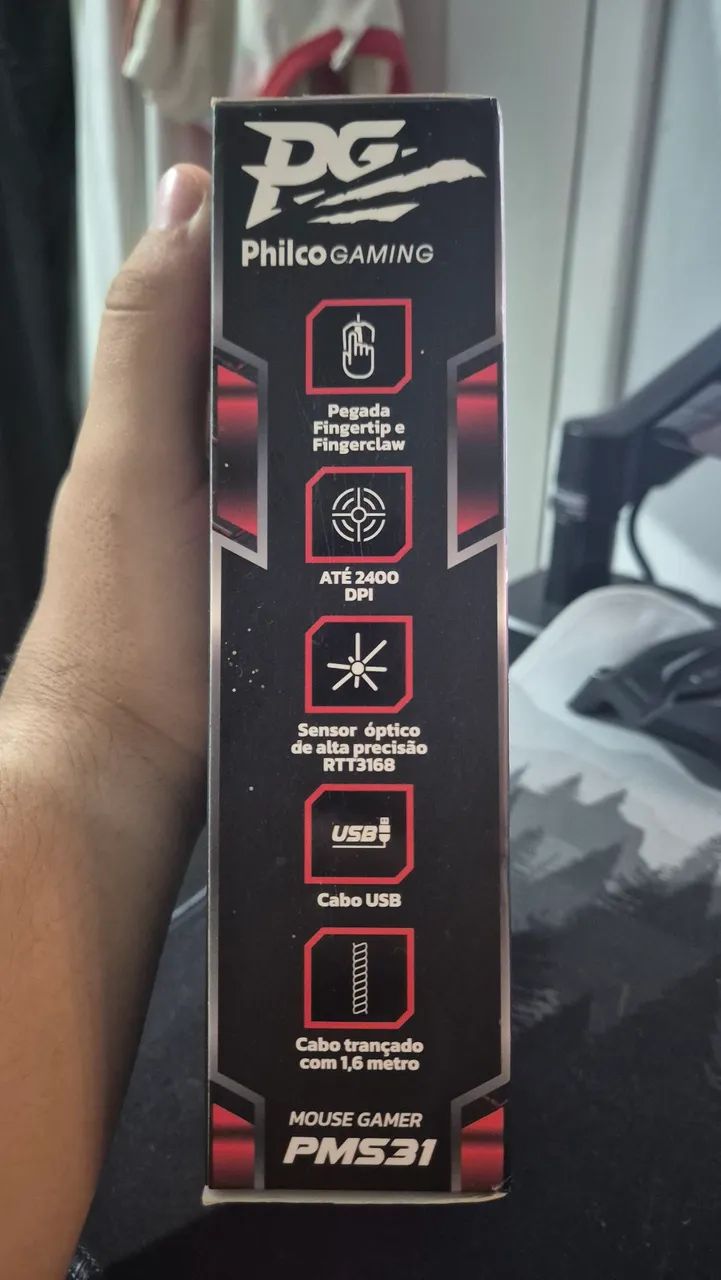 PG
Philco GAMING
Pegada
Fingertip e
Fingerclaw
ATÉ 2400
DPI
Sensor óptico
de alta precisão
RTT3168
USB
Cabo USB
Cabo trançado
com 1,6 metro
MOUSE GAMER
PMS31